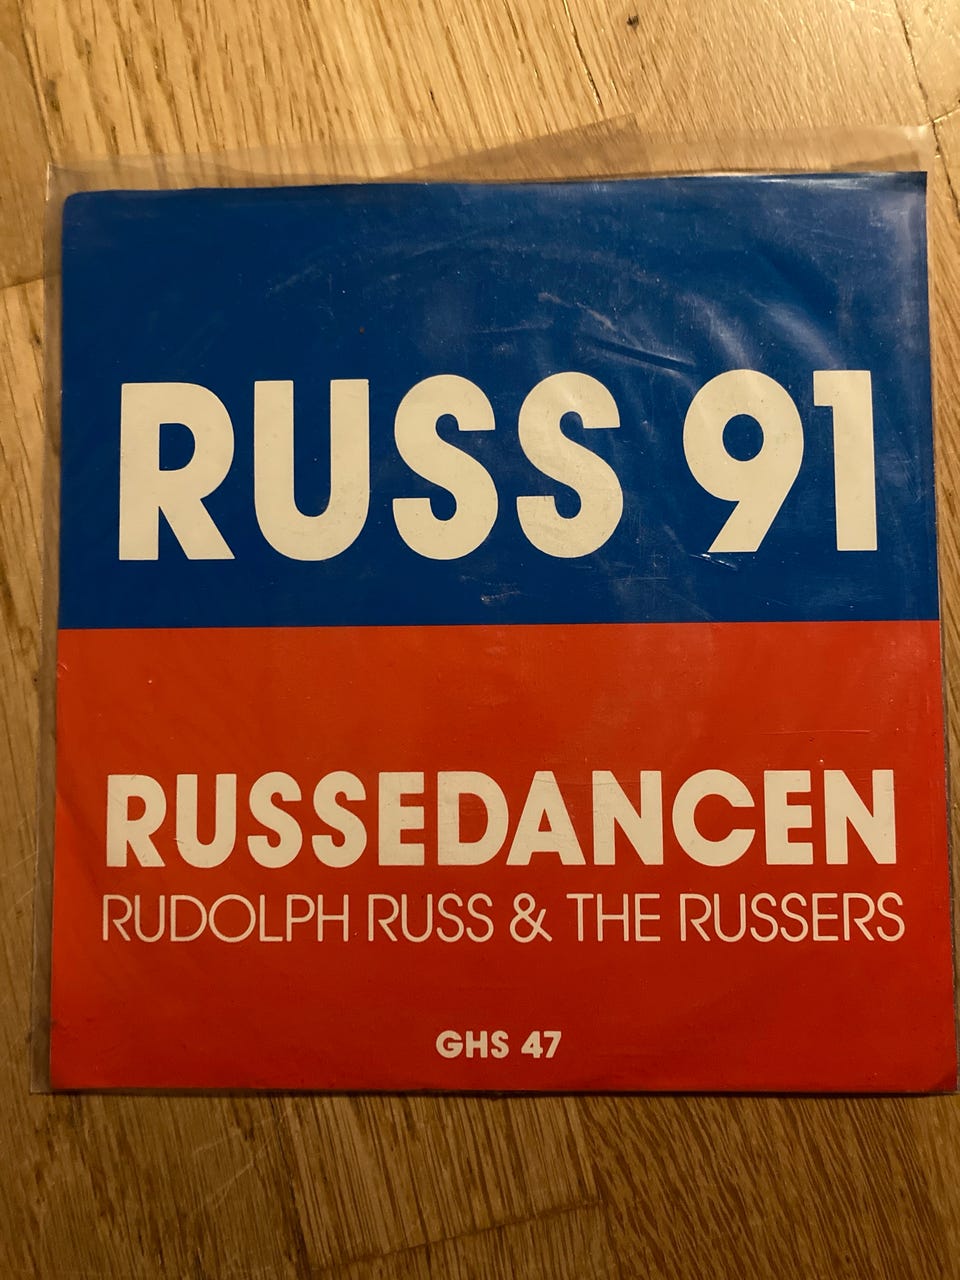 RUSS 91
RUSSEDANCEN
RUDOLPH RUSS & THE RUSSERS
GHS 47